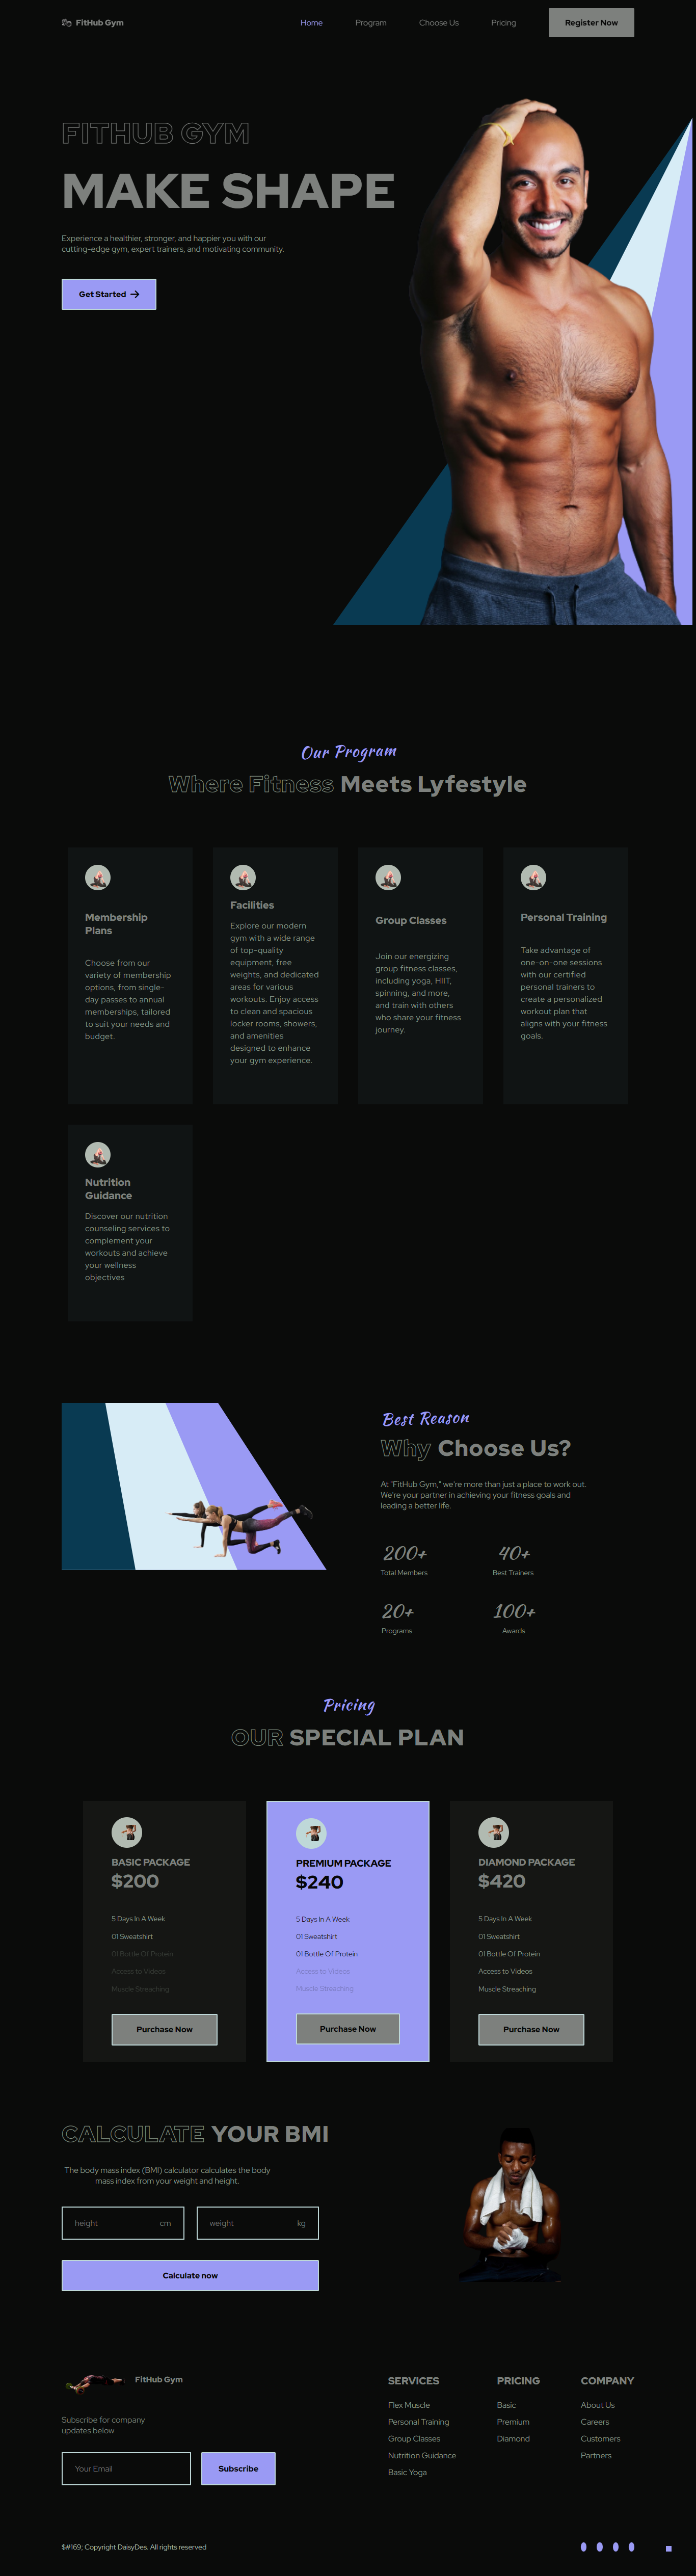 FitHub Gym
Home
Program
Choose Us
Pricing
Register Now
FITHUB GYM
MAKE SHAPE
Experience a healthier, stronger, and happier you with our
cutting-edge gym, expert trainers, and motivating community.
Get Started
Our Program
Where Fitness Meets Lyfestyle
Membership
Plans
Choose from our
variety of membership
options, from single-
day passes to annual
memberships, tailored
to suit your needs and
budget.
Facilities
Explore our modern
gym with a wide range
of top-quality
equipment, free
weights, and dedicated
areas for various
workouts. Enjoy access
to clean and spacious
locker rooms, showers,
and amenities
designed to enhance
your gym experience.
Group Classes
Join our energizing
group fitness classes,
including yoga, HIIT,
spinning, and more,
and train with others
who share your fitness
journey.
Personal Training
Take advantage of
one-on-one sessions
with our certified
personal trainers to
create a personalized
workout plan that
aligns with your fitness
goals.
Nutrition
Guidance
Discover our nutrition
counseling services to
complement your
workouts and achieve
your wellness
objectives
Best Reason
Why Choose Us?
At "FitHub Gym," we're more than just a place to work out.
We're your partner in achieving your fitness goals and
leading a better life.
200+
Total Members
40+
Best Trainers
20+
Programs
100+
Awards
Pricing
OUR SPECIAL PLAN
BASIC PACKAGE
$200
5 Days In A Week
01 Sweatshirt
01 Bottle Of Protein
Access to Videos
Muscle Streaching
Purchase Now
PREMIUM PACKAGE
$240
5 Days In A Week
01 Sweatshirt
01 Bottle Of Protein
Access to Videos
Muscle Streaching
Purchase Now
DIAMOND PACKAGE
$420
5 Days In A Week
01 Sweatshirt
01 Bottle Of Protein
Access to Videos
Muscle Streaching
Purchase Now
CALCULATE YOUR BMI
The body mass index (BMI) calculator calculates the body
mass index from your weight and height.
height
cm
weight
kg
Calculate now
FitHub Gym
Subscribe for company
updates below
Your Email
Subscribe
SERVICES
Flex Muscle
Personal Training
Group Classes
Nutrition Guidance
Basic Yoga
PRICING
Basic
Premium
Diamond
COMPANY
About Us
Careers
Customers
Partners
$#169; Copyright DaisyDes. All rights reserved